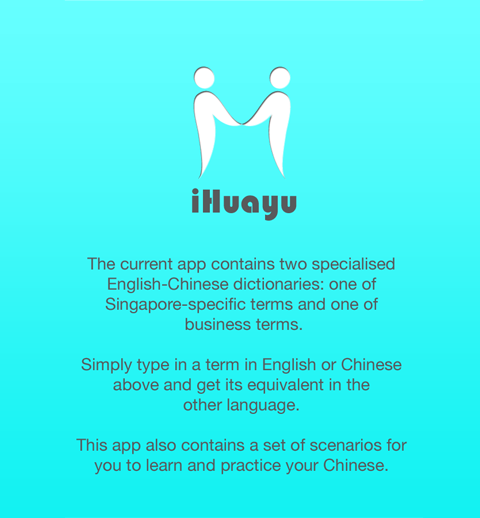 iHuayu
The current app contains two specialised
English-Chinese dictionaries: one of
Singapore-specific terms and one of
business terms.
Simply type in a term in English or Chinese
above and get its equivalent in the
other language.
This app also contains a set of scenarios for
you to learn and practice your Chinese.